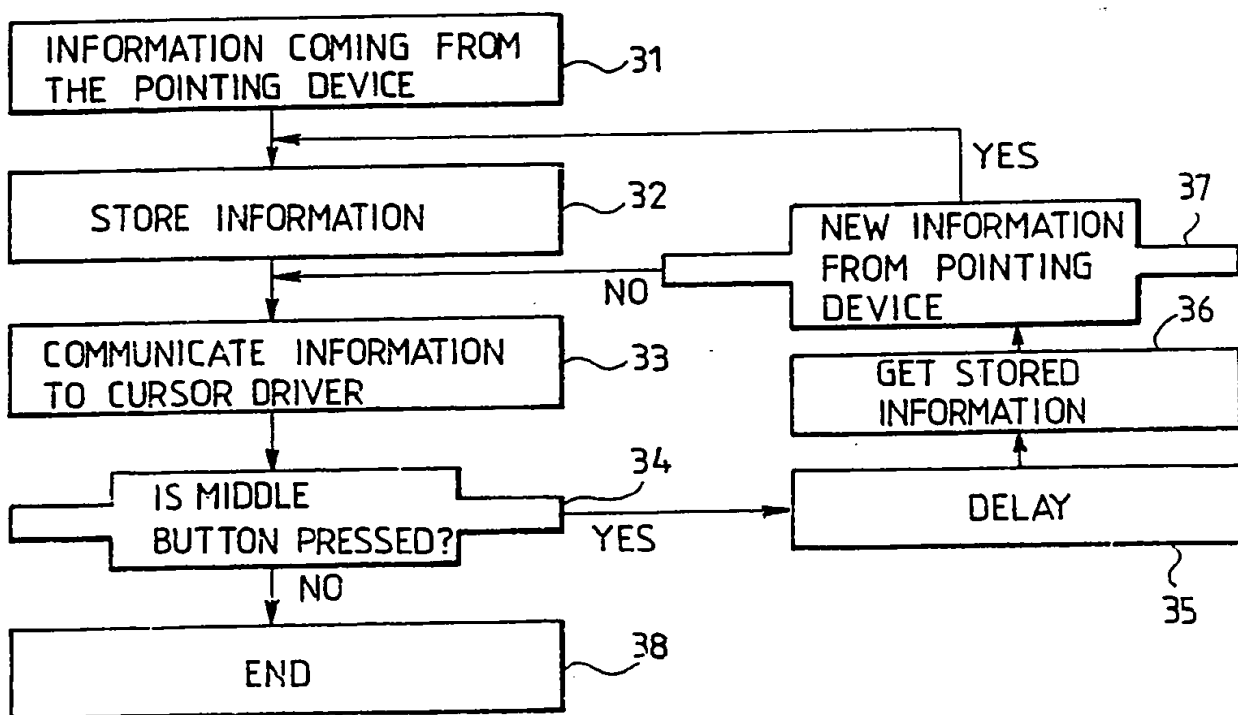 INFORMATION COMING FROM
THE POINTING DEVICE
31
YES
STORE INFORMATION
32
NEW INFORMATION
FROM POINTING
DEVICE
37
NO
COMMUNICATE INFORMATION
TO CURSOR DRIVER
33
GET STORED
INFORMATION
36
IS MIDDLE
BUTTON PRESSED?
34
YES
DELAY
35
NO
END
38